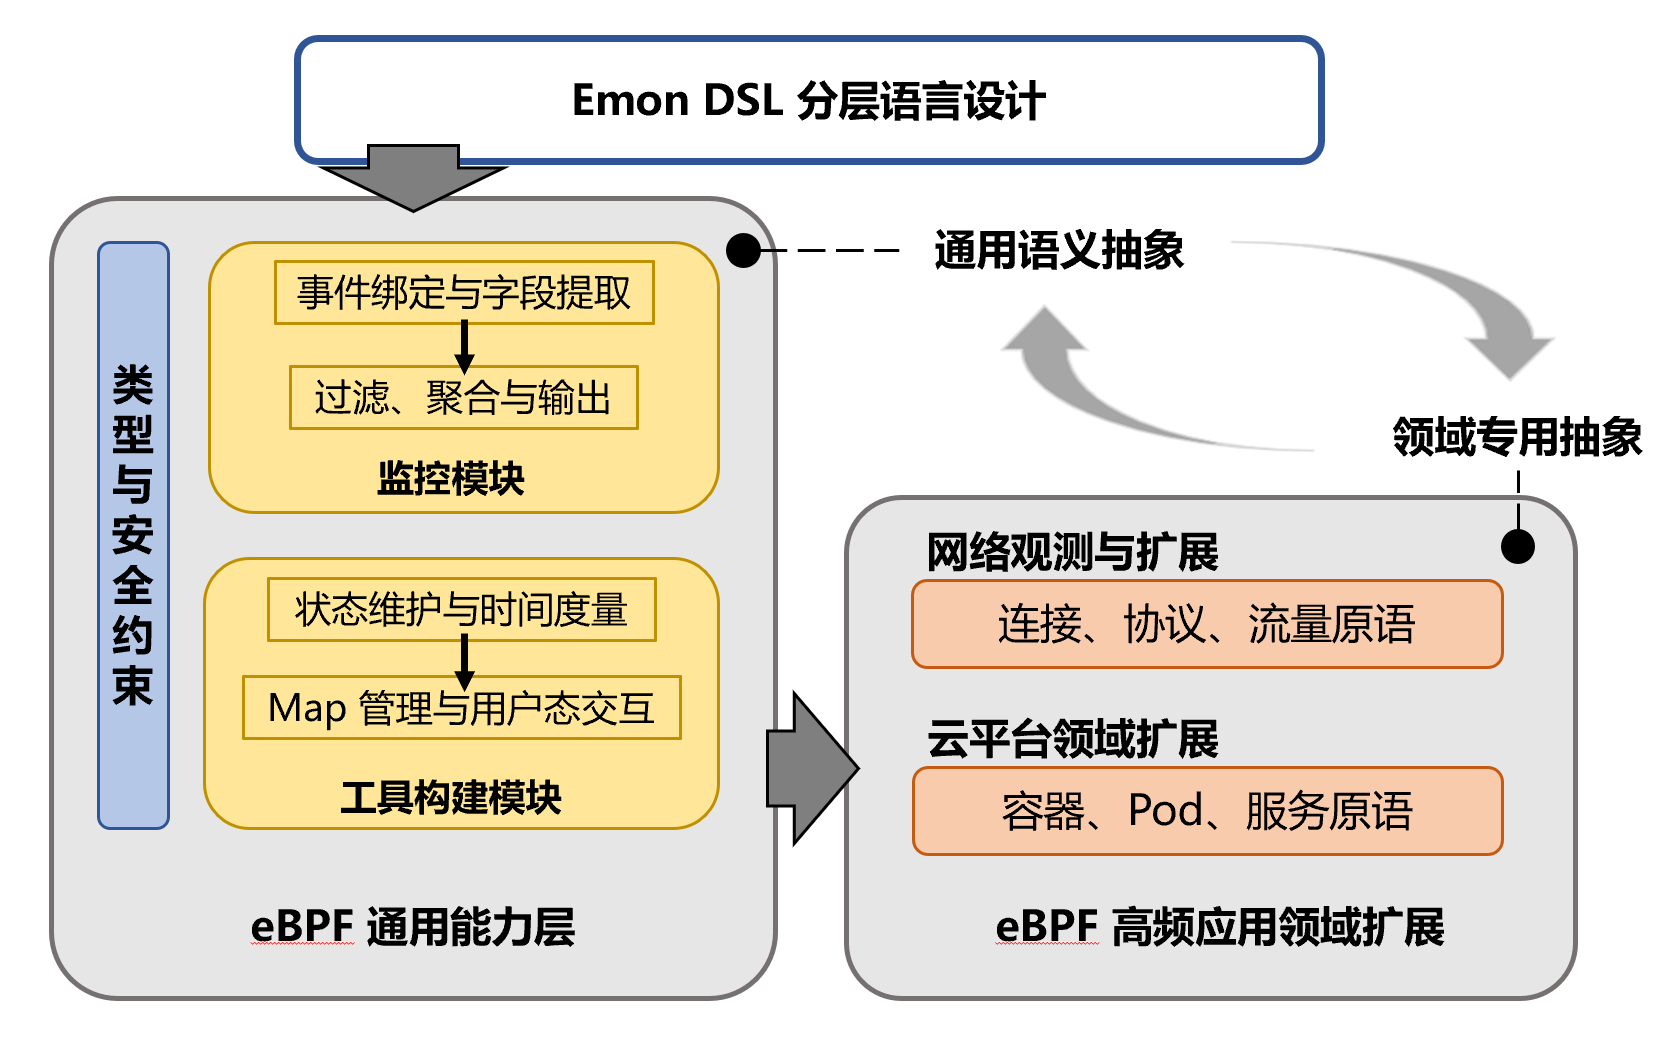 Emon DSL 分层语言设计
类型与安全约束
事件绑定与字段提取
过滤、聚合与输出
监控模块
状态维护与时间度量
Map 管理与用户态交互
工具构建模块
eBPF 通用能力层
通用语义抽象
领域专用抽象
网络观测与扩展
连接、协议、流量原语
云平台领域扩展
容器、Pod、服务原语
eBPF 高频应用领域扩展